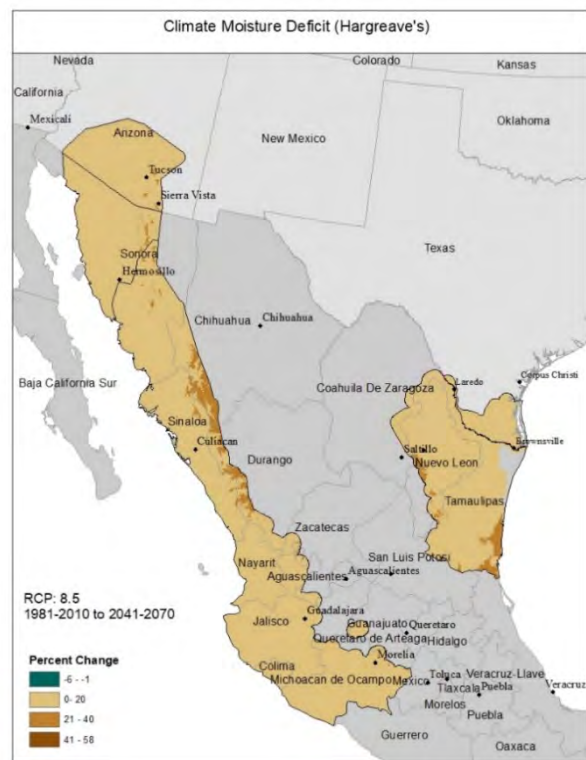 Climate Moisture Deficit (Hargreave's)
Nevada
Colorado
Kansas
California
Mexicali
Arizona
New Mexico
Oklahoma
Tucson
Sierra Vista
Texas
Sonora
Hermosillo
Chihuahua
Chihuahua
Baja California Sur
Coahuila De Zaragoza
Laredo
Corpus Christi
Sinaloa
Culiacan
Durango
Saltillo
Nuevo Leon
Brownsville
Tamaulipas
Zacatecas
San Luis Potosi
Nayarit
Aguascalientes
Aguascalientes
RCP: 8.5
1981-2010 to 2041-2070
Jalisco
Guadalajara
Guanajuato
Queretaro
Queretaro de Arteaga
Hidalgo
Colima
Morelia
Michoacan de Ocampo
Mexico
Toluca
Veracruz-Llave
Tlaxcala
Puebla
Veracruz
Morelos
Puebla
Guerrero
Oaxaca
Percent Change
-6 - -1
0- 20
21 - 40
41 - 58